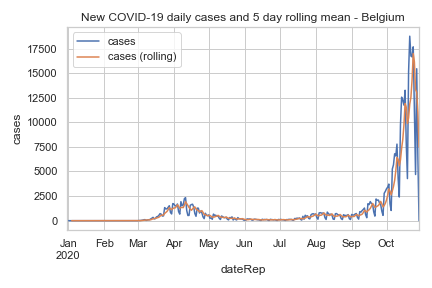 New COVID-19 daily cases and 5 day rolling mean - Belgium
cases
cases (rolling)
17500
15000
12500
10000
7500
5000
2500
0
cases
Jan Feb Mar Apr May Jun Jul Aug Sep Oct
2020
dateRep